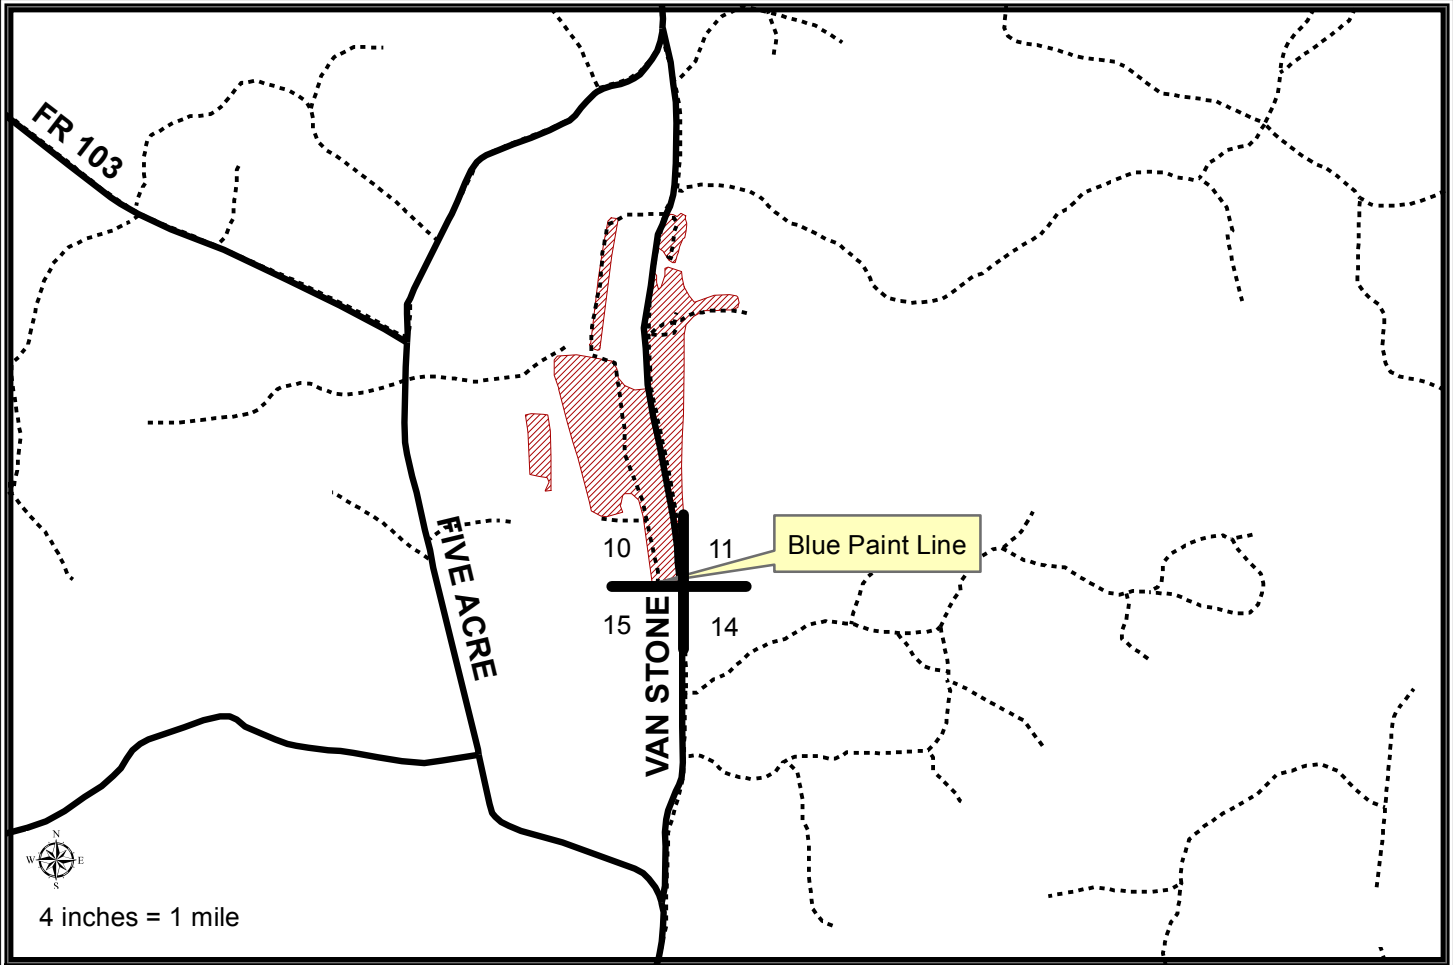 FR 103
FIVE ACRE
10
11
Blue Paint Line
15
14
VAN STONE
N
W E
S
4 inches = 1 mile